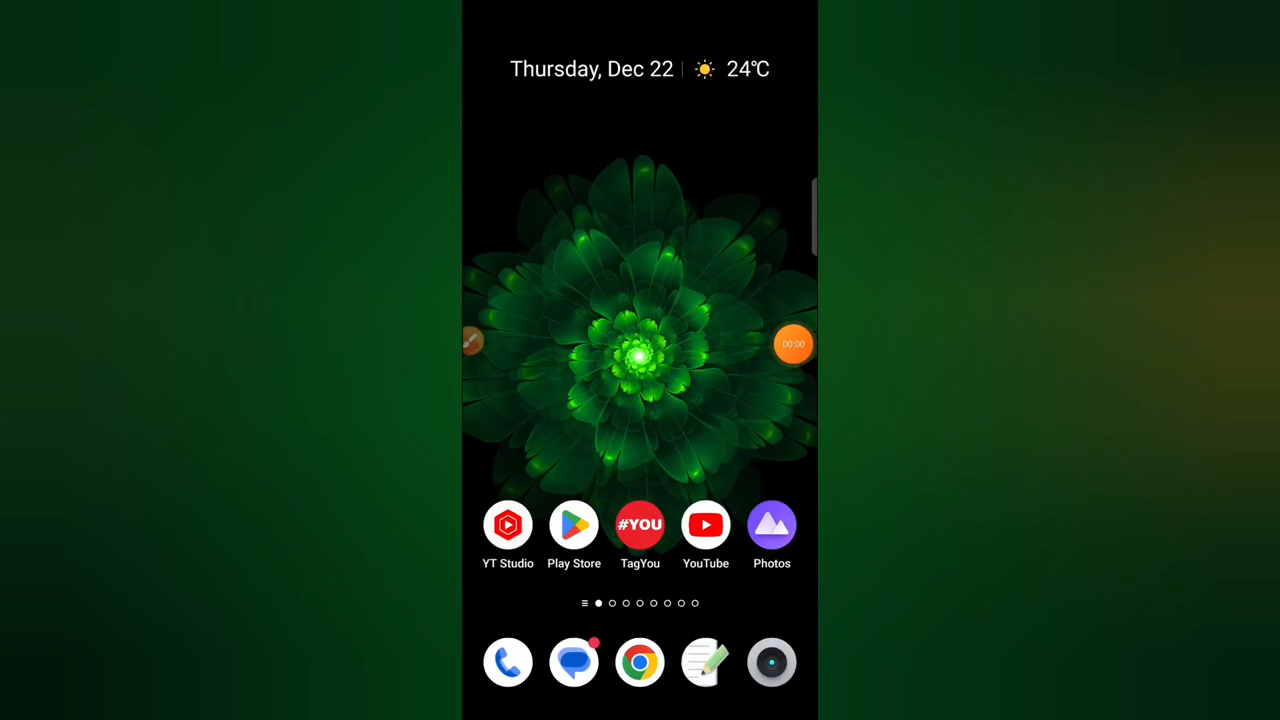 Thursday, Dec 22 24℃
00:00
#YOU
YT Studio Play Store TagYou YouTube Photos